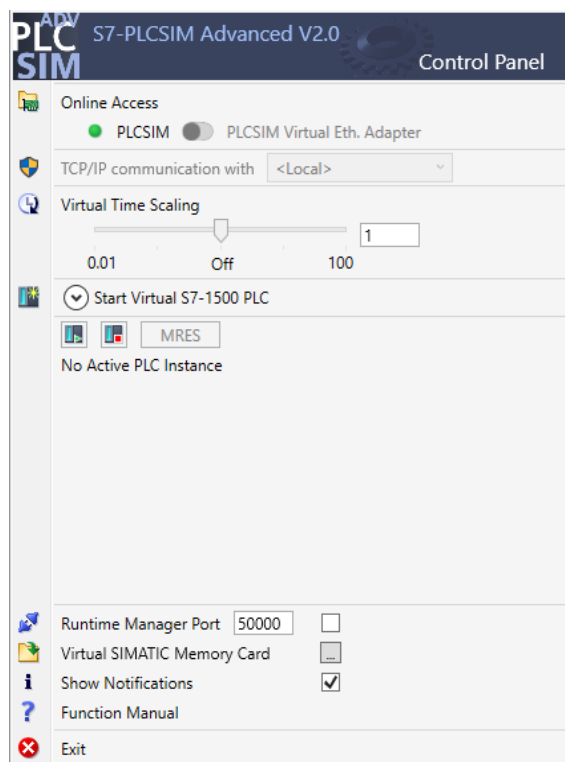 ADV
PLC
SIM
S7-PLCSIM Advanced V2.0
Control Panel
Online Access
PLCSIM PLCSIM Virtual Eth. Adapter
TCP/IP communication with <Local>
Virtual Time Scaling
1
0.01 Off 100
Start Virtual S7-1500 PLC
MRES
No Active PLC Instance
Runtime Manager Port 50000
Virtual SIMATIC Memory Card ...
Show Notifications
Function Manual
Exit